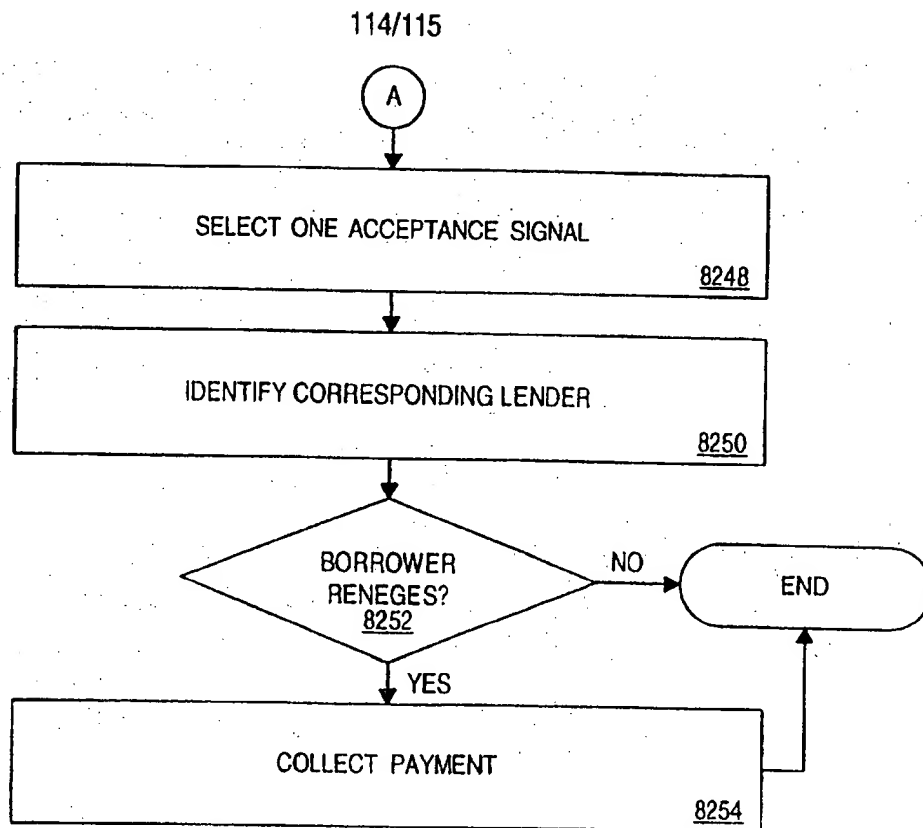 114/115
A
SELECT ONE ACCEPTANCE SIGNAL
8248
IDENTIFY CORRESPONDING LENDER
8250
BORROWER
RENEGES?
8252
NO
END
YES
COLLECT PAYMENT
8254